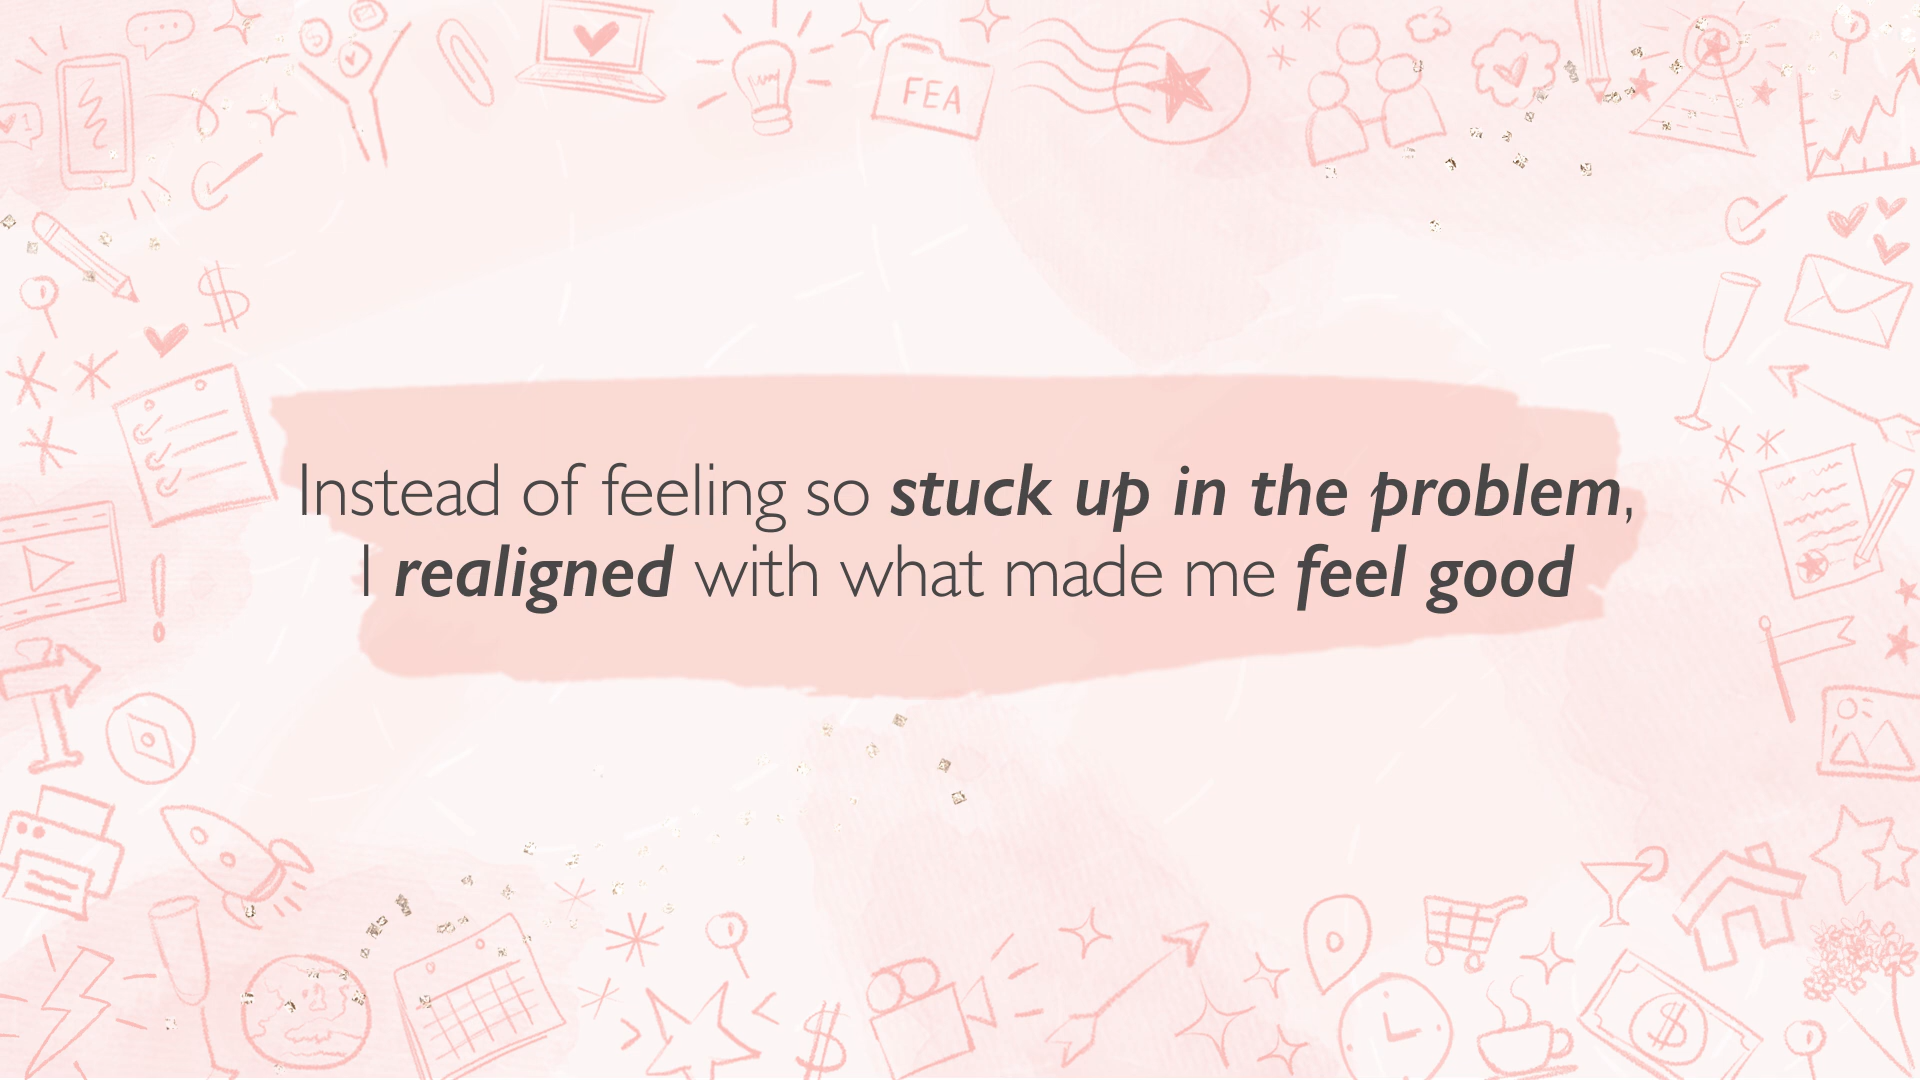 FEA
Instead of feeling so stuck up in the problem,
I realigned with what made me feel good